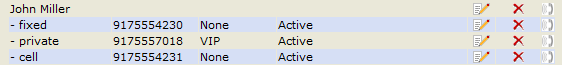 John Miller
- fixed 9175554230 None Active
- private 9175557018 VIP Active
- cell 9175554231 None Active